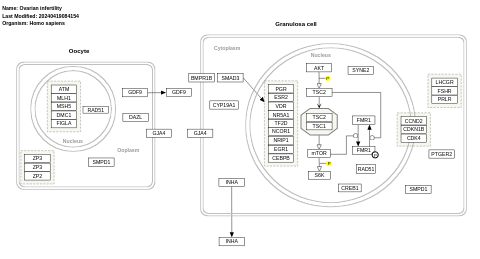 Name: Ovarian infertility
Last Modified: 20240419084154
Organism: Homo sapiens
Granulosa cell
Oocyte
Cytoplasm
Nucleus
AKT
P
SYNE2
TSC2
TSC2
TSC1
mTOR
P
S6K
FMR1
FMR1
P
RAD51
CREB1
BMPR1B
SMAD3
CYP19A1
PGR
ESR2
VDR
NR5A1
TF2D
NCOR1
NRIP1
EGR1
CEBPB
LHCGR
FSHR
PRLR
CCND2
CDKN1B
CDK4
PTGER2
SMPD1
ATM
MLH1
MSH5
DMC1
FIGLA
RAD51
Nucleus
Ooplasm
SMPD1
ZP3
ZP3
ZP2
GDF9
GDF9
DAZL
GJA4
GJA4
INHA
INHA